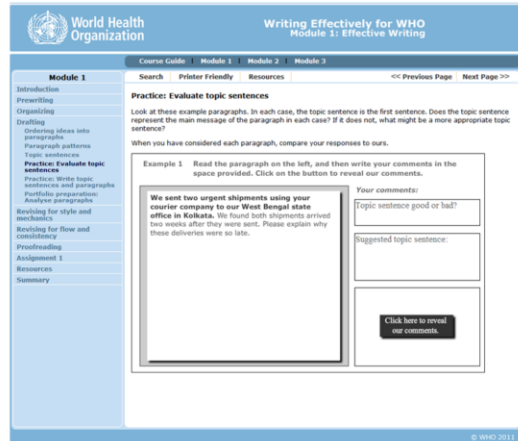 World Health
Organization
Writing Effectively for WHO
Module 1: Effective Writing
Course Guide | Module 1 | Module 2 | Module 3
Module 1
Search
Printer Friendly
Resources
<< Previous Page
Next Page >>
Introduction
Prewriting
Organizing
Drafting
Ordering ideas into
paragraphs
Paragraph patterns
Topic sentences
Practice: Evaluate topic
sentences
Practice: Write topic
sentences and paragraphs
Portfolio preparation:
Analyse paragraphs
Revising for style and
mechanics
Revising for flow and
consistency
Proofreading
Assignment 1
Resources
Summary
Practice: Evaluate topic sentences
Look at these example paragraphs. In each case, the topic sentence is the first sentence. Does the topic sentence
represent the main message of the paragraph in each case? If it does not, what might be a more appropriate topic
sentence?
When you have considered each paragraph, compare your responses to ours.
Example 1 Read the paragraph on the left, and then write your comments in the
space provided. Click on the button to reveal our comments.
We sent two urgent shipments using your
courier company to our West Bengal state
office in Kolkata. We found both shipments arrived
two weeks after they were sent. Please explain why
these deliveries were so late.
Your comments:
Topic sentence good or bad?
Suggested topic sentence:
Click here to reveal
our comments.
© WHO 2011